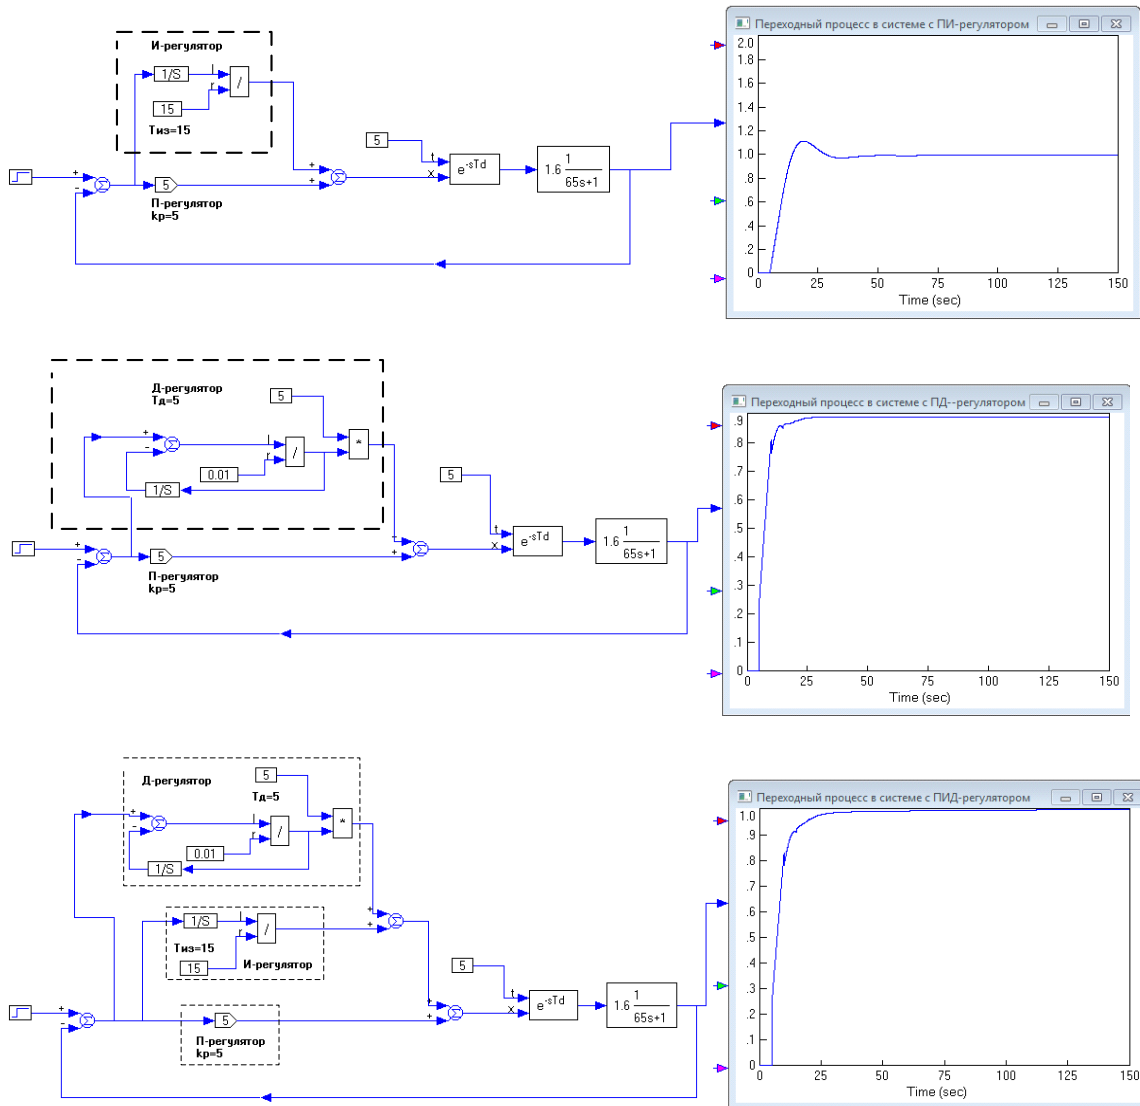 Переходный процесс в системе с ПИ-регулятором
И-регулятор
1/S
l
r
/
15
Tиз=15
+
-
Σ
5
П-регулятор
kp=5
+
+
Σ
5
t
x
e-sTd
1.6 1
65s+1
2.0
1.8
1.6
1.4
1.2
1.0
.8
.6
.4
.2
0
0 25 50 75 100 125 150
Time (sec)
Переходный процесс в системе с ПД--регулятором
Д-регулятор
Tд=5
5
+
-
Σ
l
r
/
*
0.01
1/S
+
-
Σ
5
П-регулятор
kp=5
-
+
Σ
5
t
x
e-sTd
1.6 1
65s+1
.9
.8
.7
.6
.5
.4
.3
.2
.1
0
0 25 50 75 100 125 150
Time (sec)
Переходный процесс в системе с ПИД-регулятором
Д-регулятор
5
Tд=5
+
-
Σ
l
r
/
*
0.01
1/S
1/S
l
r
/
Tиз=15
15
И-регулятор
+
+
Σ
+
-
Σ
5
П-регулятор
kp=5
+
+
Σ
5
t
x
e-sTd
1.6 1
65s+1
1.0
.9
.8
.7
.6
.5
.4
.3
.2
.1
0
0 25 50 75 100 125 150
Time (sec)